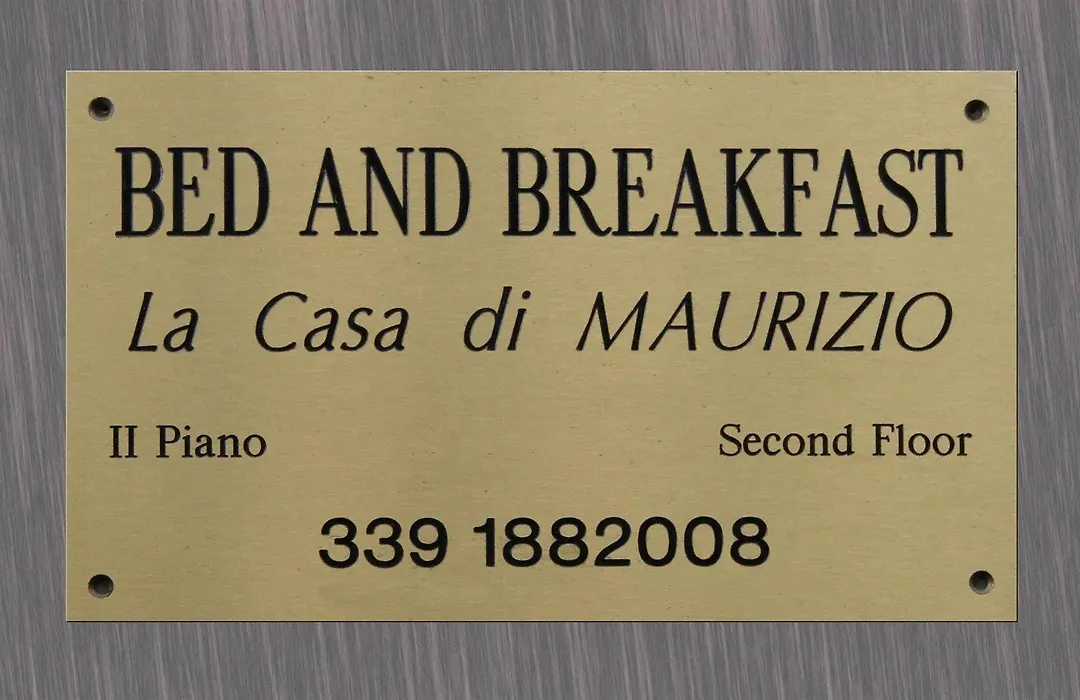 BED AND BREAKFAST
La Casa di MAURIZIO
II Piano Second Floor
339 1882008